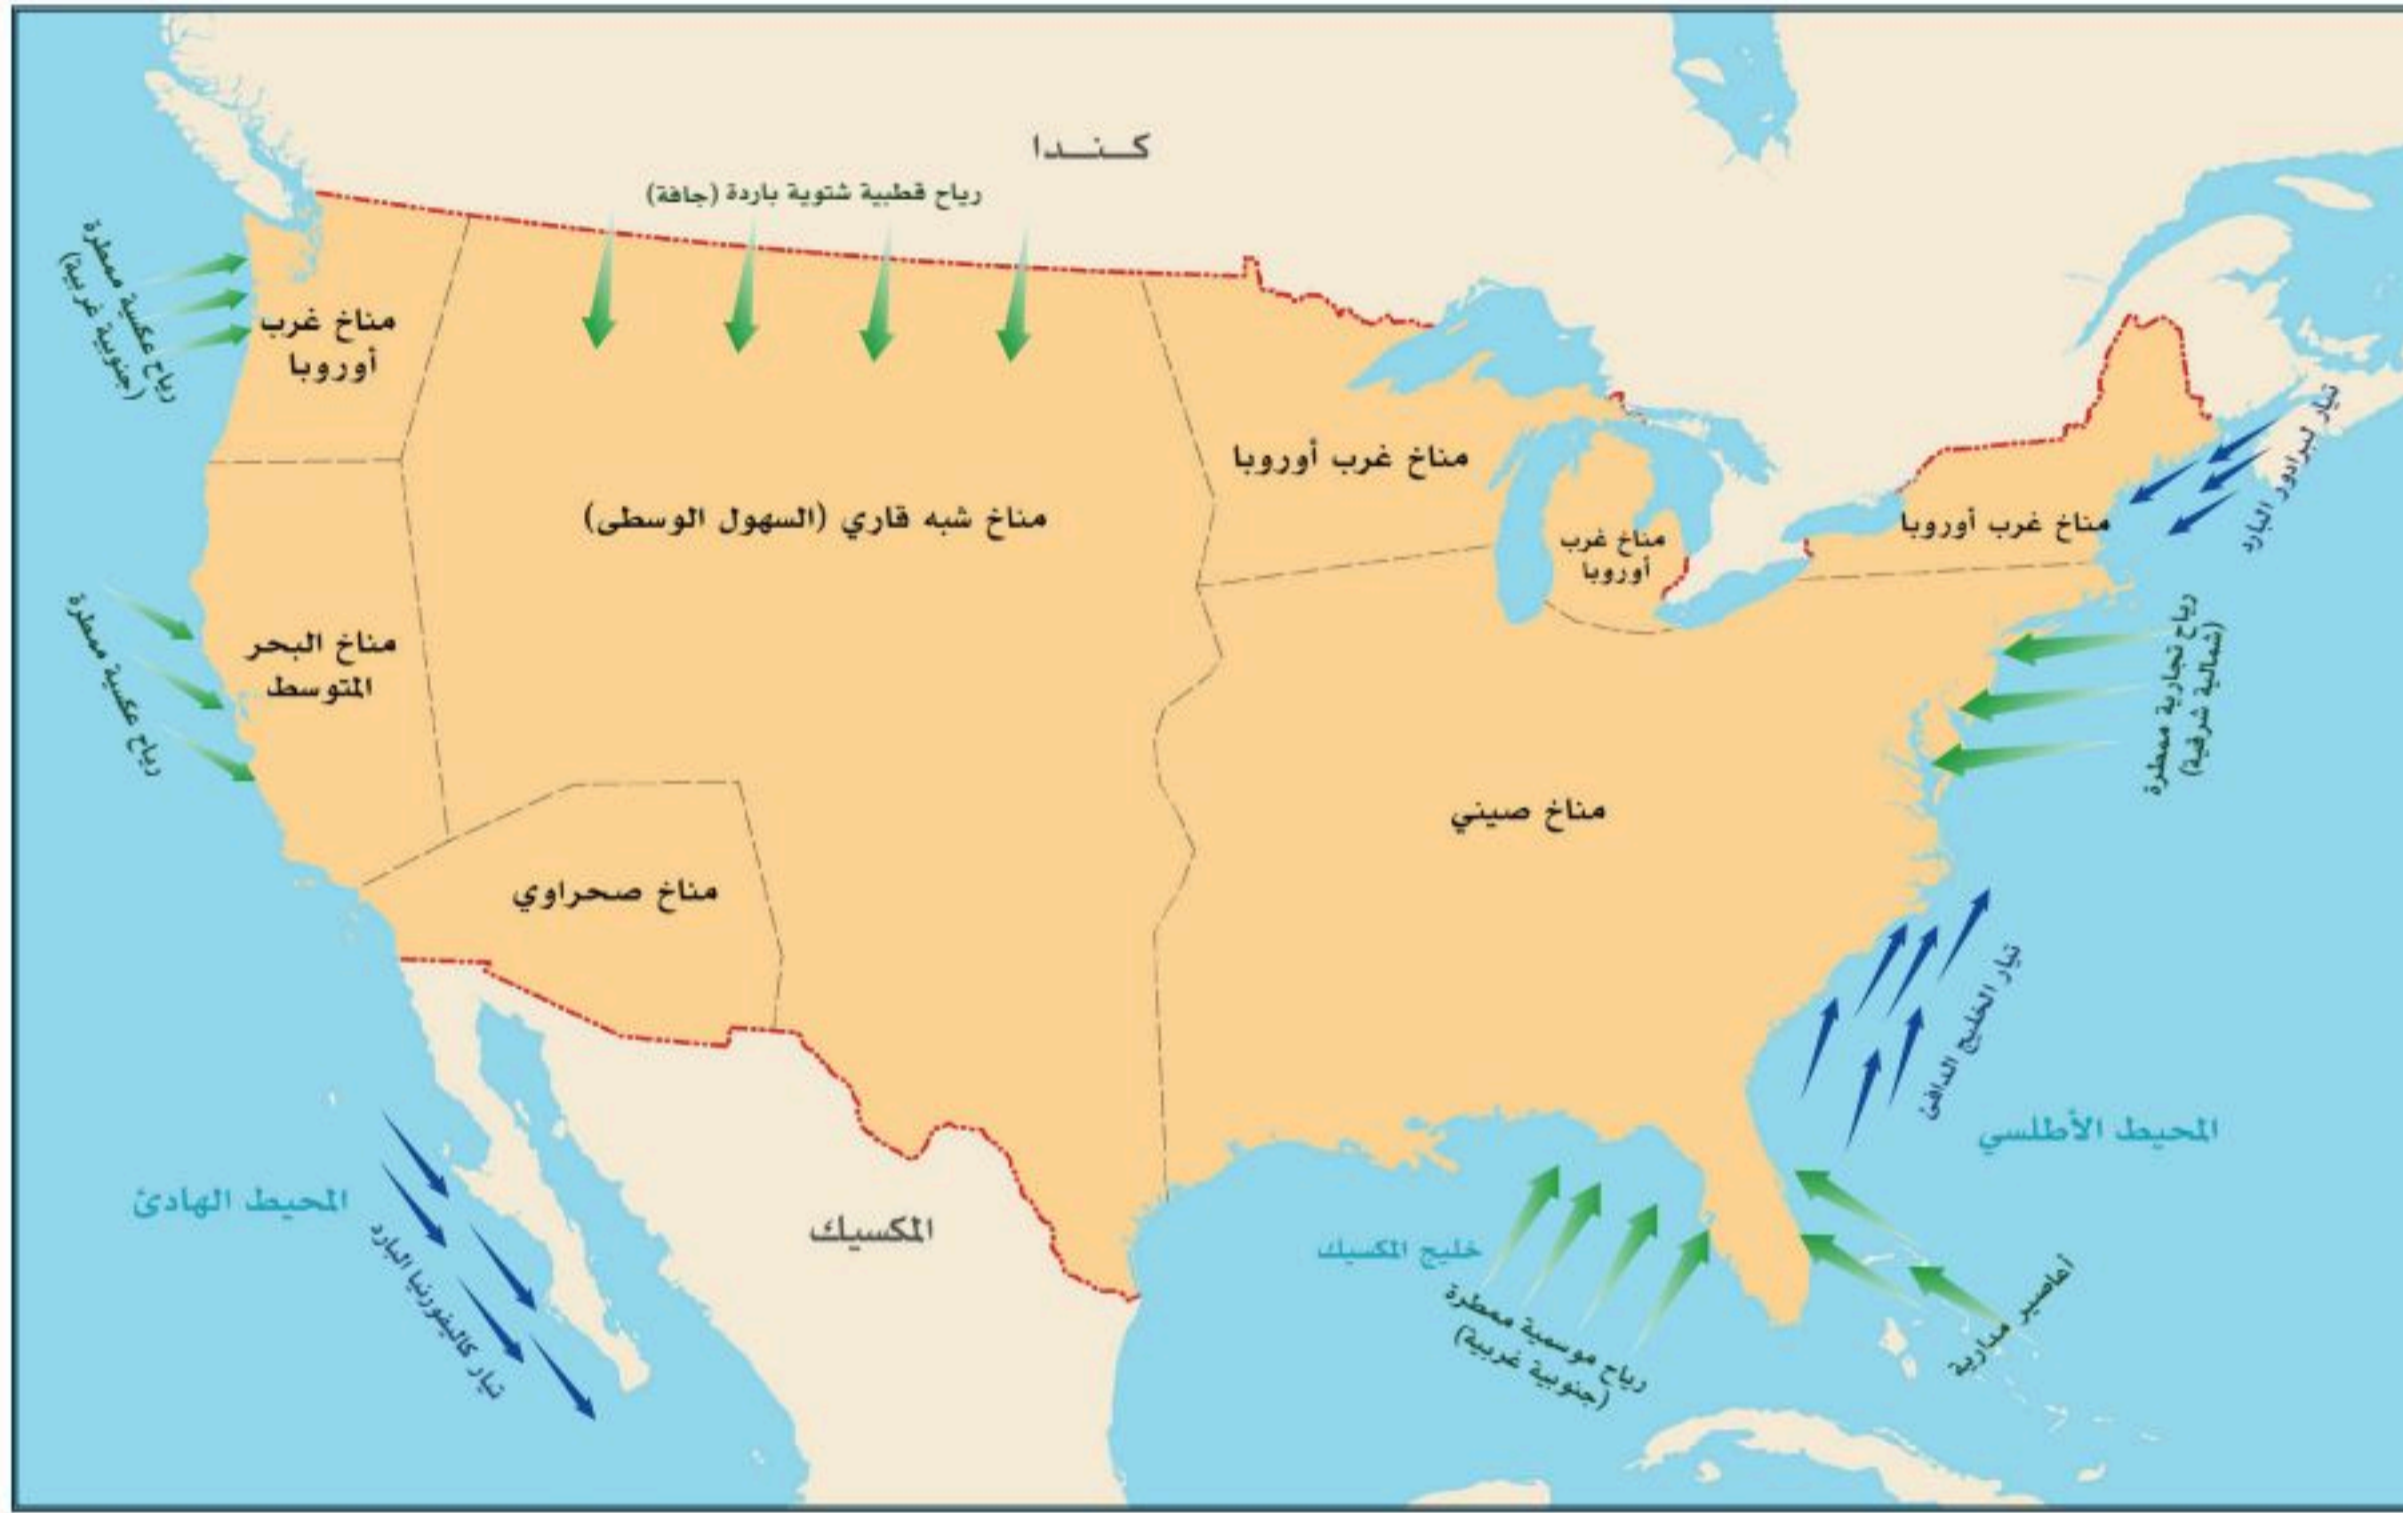 كـنـدا
رياح قطبية شتوية باردة (جافة)
رياح عكسية ممطرة
(جنوبية غربية)
مناخ غرب
أوروبا
مناخ غرب أوروبا
مناخ غرب
أوروبا
مناخ غرب أوروبا
تيار لبرادور البارد
مناخ شبه قاري (السهول الوسطى)
رياح عكسية ممطرة
مناخ البحر
المتوسط
رياح تجارية ممطرة
(شمالية شرقية)
مناخ صيني
مناخ صحراوي
تيار الخليج الدافئ
المحيط الأطلسي
المحيط الهادئ
تيار كاليفورنيا البارد
المكسيك
خليج المكسيك
رياح موسمية ممطرة
(جنوبية غربية)
أعاصير مدارية